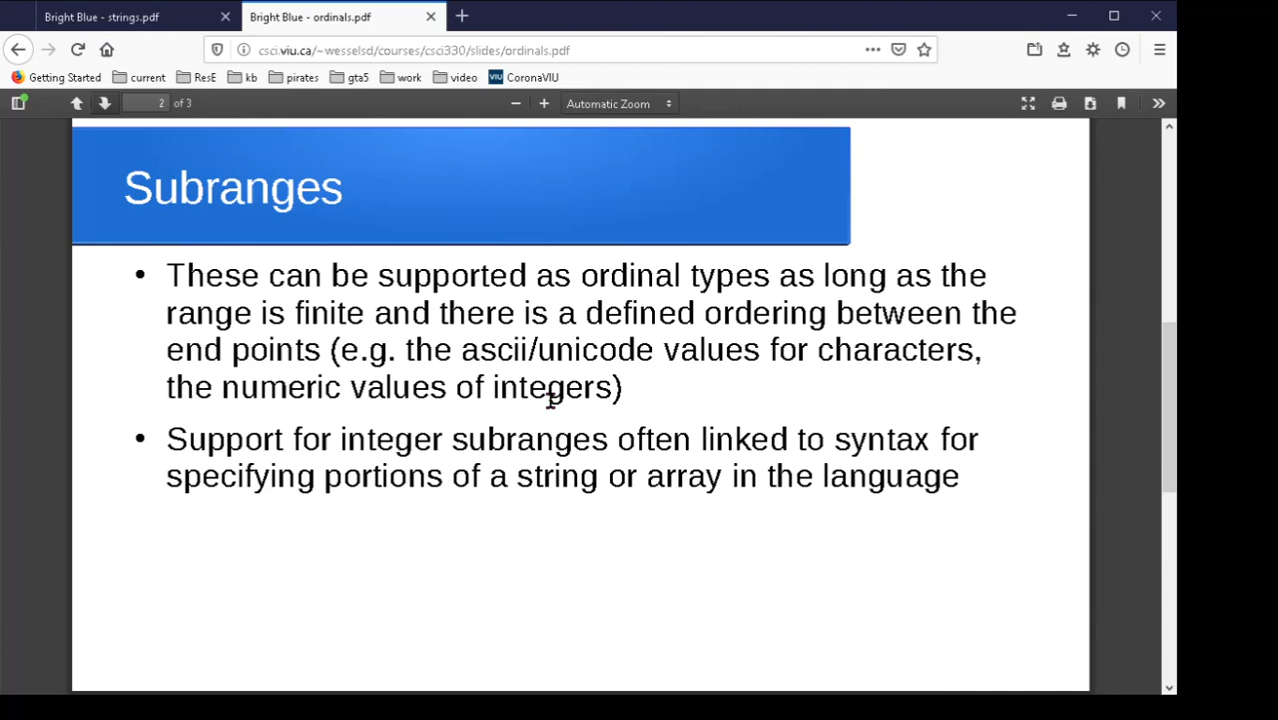 Bright Blue - strings.pdf
Bright Blue - ordinals.pdf
csci.viu.ca/~wesselsd/courses/csci330/slides/ordinals.pdf
Getting Started current ResE kb pirates gta5 work video VIU CoronaVIU
2 of 3 Automatic Zoom
Subranges
• These can be supported as ordinal types as long as the
range is finite and there is a defined ordering between the
end points (e.g. the ascii/unicode values for characters,
the numeric values of integers)
• Support for integer subranges often linked to syntax for
specifying portions of a string or array in the language